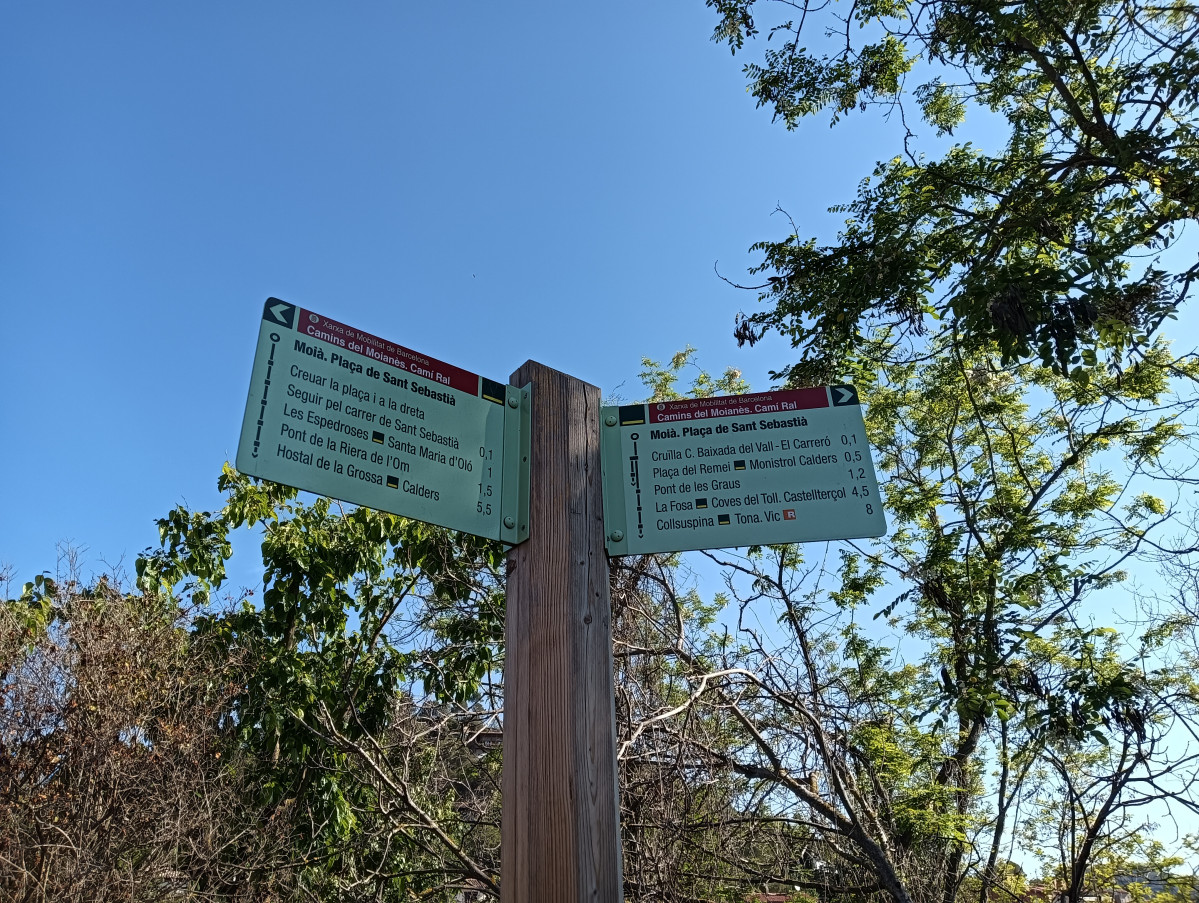 Xarxa de Mobilitat de Barcelona
Camins del Moianès. Camí Ral
Moià. Plaça de Sant Sebastià
Creuar la plaça i a la dreta
Seguir pel carrer de Sant Sebastià 0,1
Les Espedroses Santa Maria d'Oló 1
Pont de la Riera de l'Om 1,5
Hostal de la Grossa Calders 5,5
Xarxa de Mobilitat de Barcelona
Camins del Moianès. Camí Ral
Moià. Plaça de Sant Sebastià
Cruïlla C. Baixada del Vall - El Carreró 0,1
Plaça del Remei Monistrol Calders 0,5
Pont de les Graus 1,2
La Fosa Coves del Toll. Castellterçol 4,5
Collsuspina Tona. Vic R 8